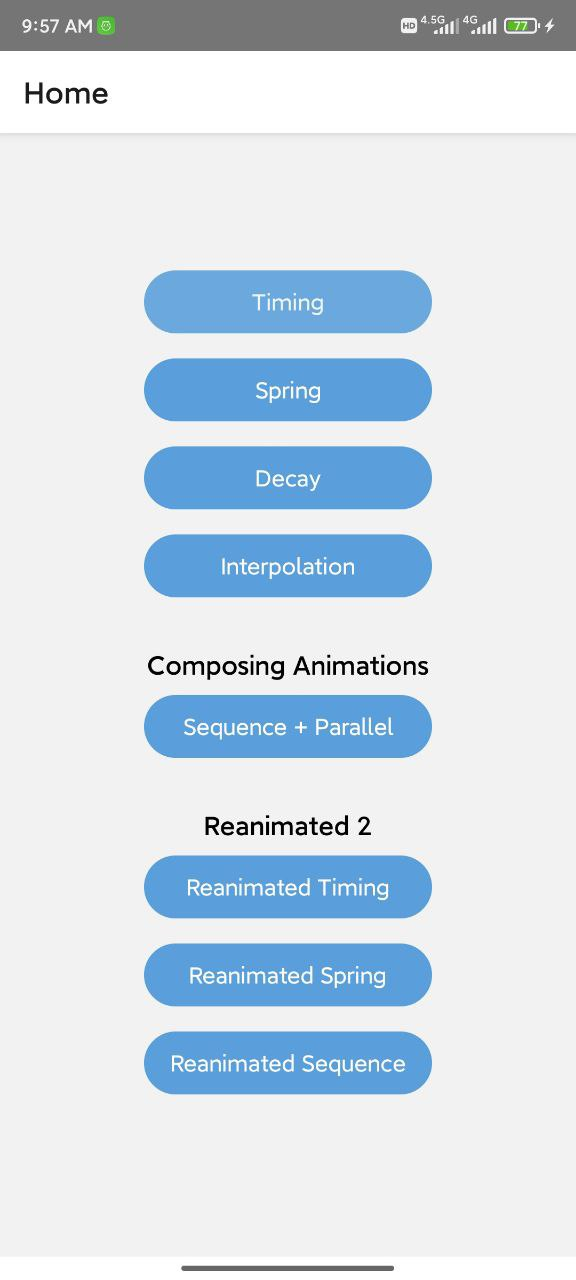 9:57 AM HD 4.5G 4G 77
Home
Timing
Spring
Decay
Interpolation
Composing Animations
Sequence + Parallel
Reanimated 2
Reanimated Timing
Reanimated Spring
Reanimated Sequence